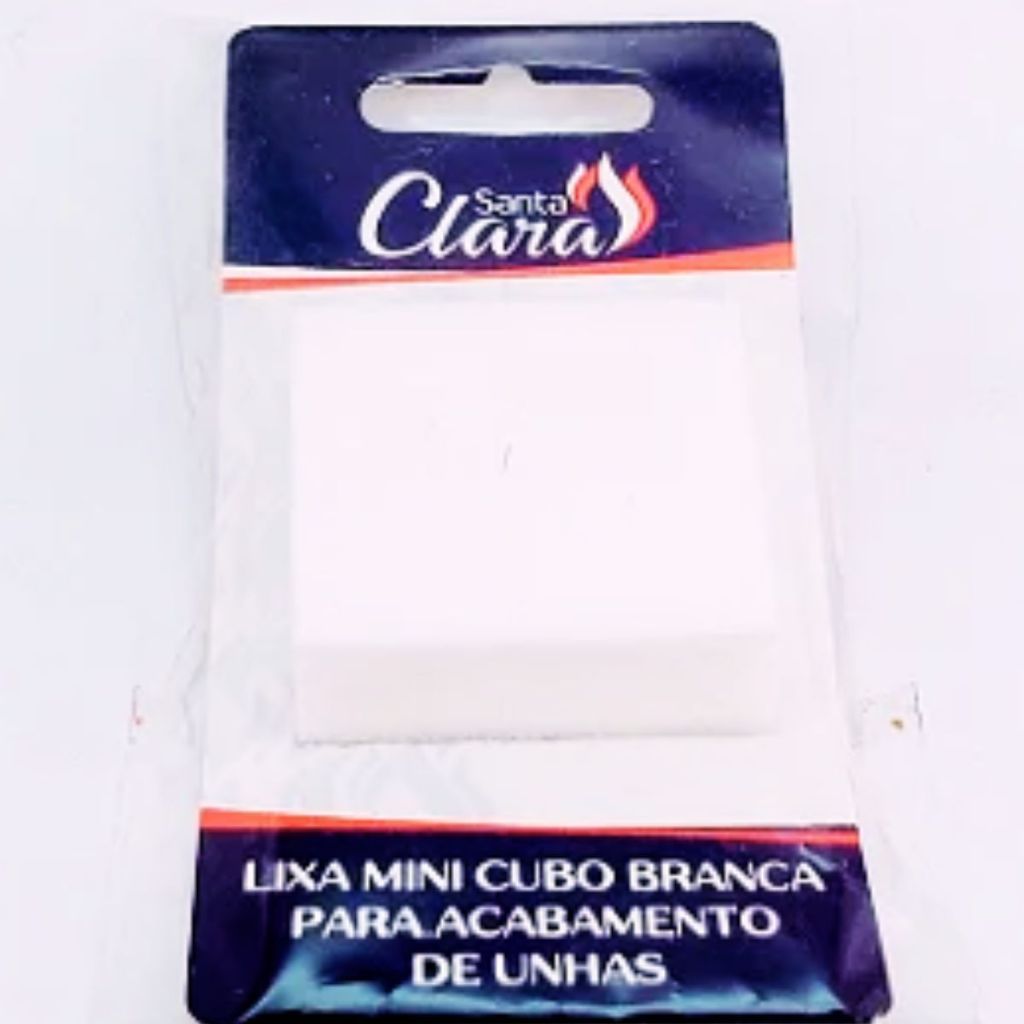 Santa
Clara
LIXA MINI CUBO BRANCA
PARA ACABAMENTO
DE UNHAS